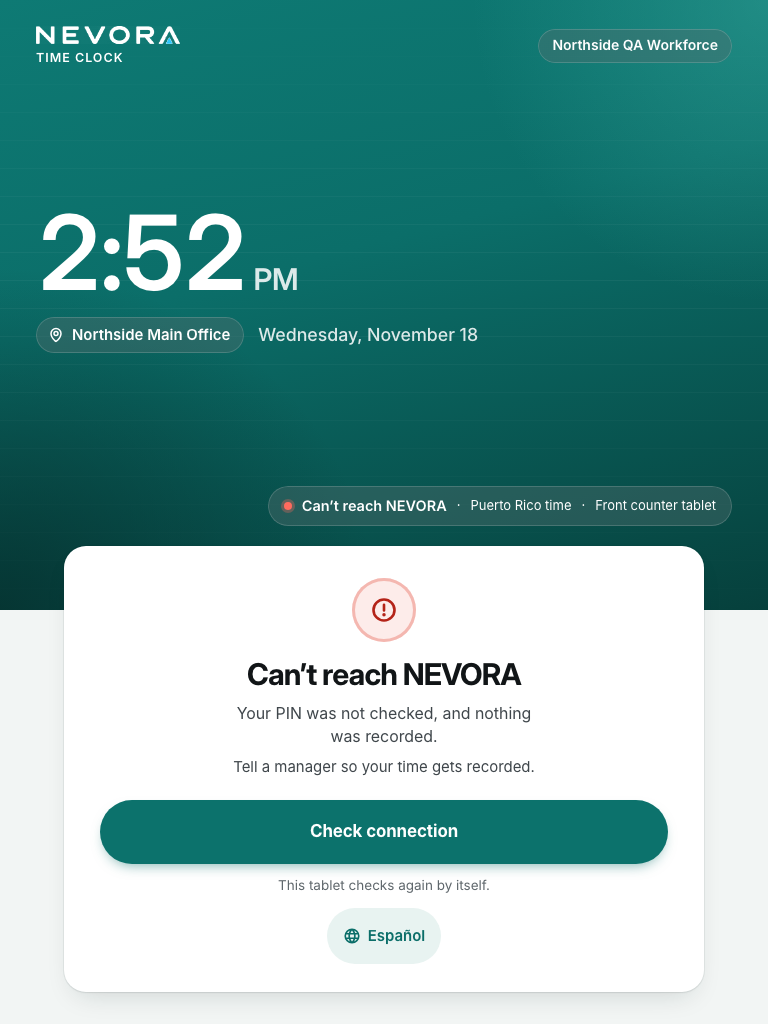 NEVORA
TIME CLOCK
Northside QA Workforce
2:52 PM
Northside Main Office
Wednesday, November 18
Can’t reach NEVORA · Puerto Rico time · Front counter tablet
Can’t reach NEVORA
Your PIN was not checked, and nothing
was recorded.
Tell a manager so your time gets recorded.
Check connection
This tablet checks again by itself.
Español